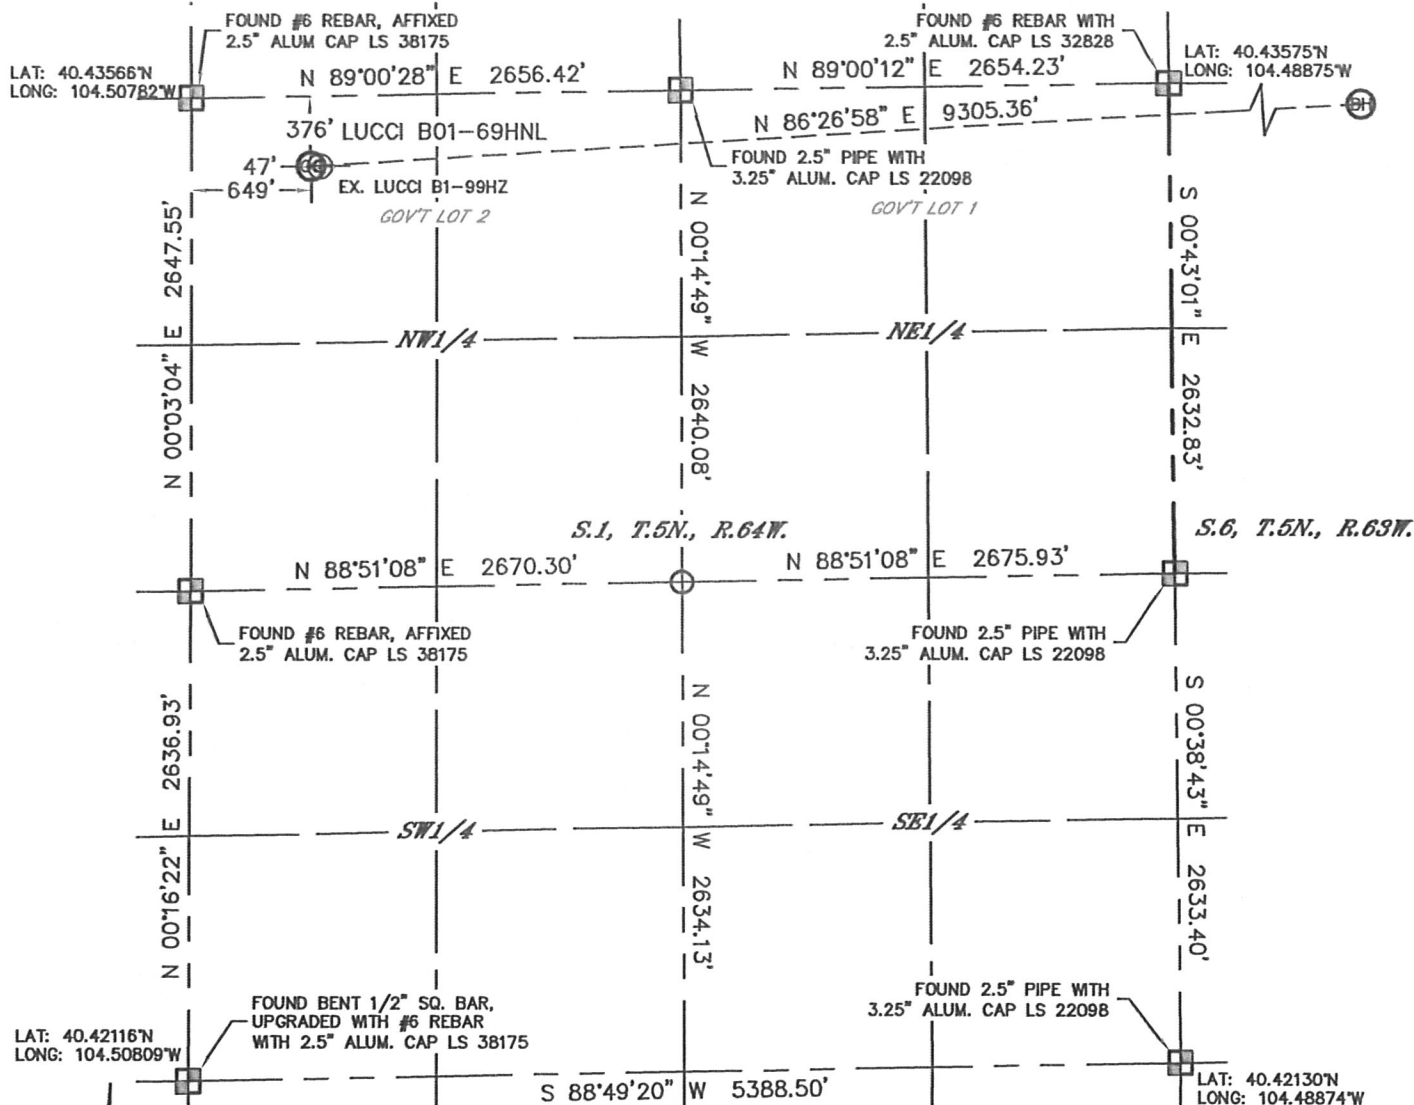 FOUND #6 REBAR, AFFIXED
2.5" ALUM CAP LS 38175
FOUND #6 REBAR WITH
2.5" ALUM. CAP LS 32828
LAT: 40.43566°N
LONG: 104.50782°W
LAT: 40.43575°N
LONG: 104.48875°W
N 89°00'28" E 2656.42'
N 89°00'12" E 2654.23'
BH
N 86°26'58" E 9305.36'
376' LUCCI B01-69HNL
47'
649'
EX. LUCCI B1-99HZ
FOUND 2.5" PIPE WITH
3.25" ALUM. CAP LS 22098
GOV'T LOT 2
GOV'T LOT 1
N 00°03'04" E 2647.55'
N 00°14'49" W 2640.08'
S 00°43'01" E 2632.83'
NW1/4
NE1/4
S.1, T.5N., R.64W.
S.6, T.5N., R.63W.
N 88°51'08" E 2670.30'
N 88°51'08" E 2675.93'
FOUND #6 REBAR, AFFIXED
2.5" ALUM. CAP LS 38175
FOUND 2.5" PIPE WITH
3.25" ALUM. CAP LS 22098
N 00°16'22" E 2636.93'
N 00°14'49" W 2634.13'
S 00°38'43" E 2633.40'
SW1/4
SE1/4
FOUND BENT 1/2" SQ. BAR,
UPGRADED WITH #6 REBAR
WITH 2.5" ALUM. CAP LS 38175
FOUND 2.5" PIPE WITH
3.25" ALUM. CAP LS 22098
LAT: 40.42116°N
LONG: 104.50809°W
S 88°49'20" W 5388.50'
LAT: 40.42130°N
LONG: 104.48874°W